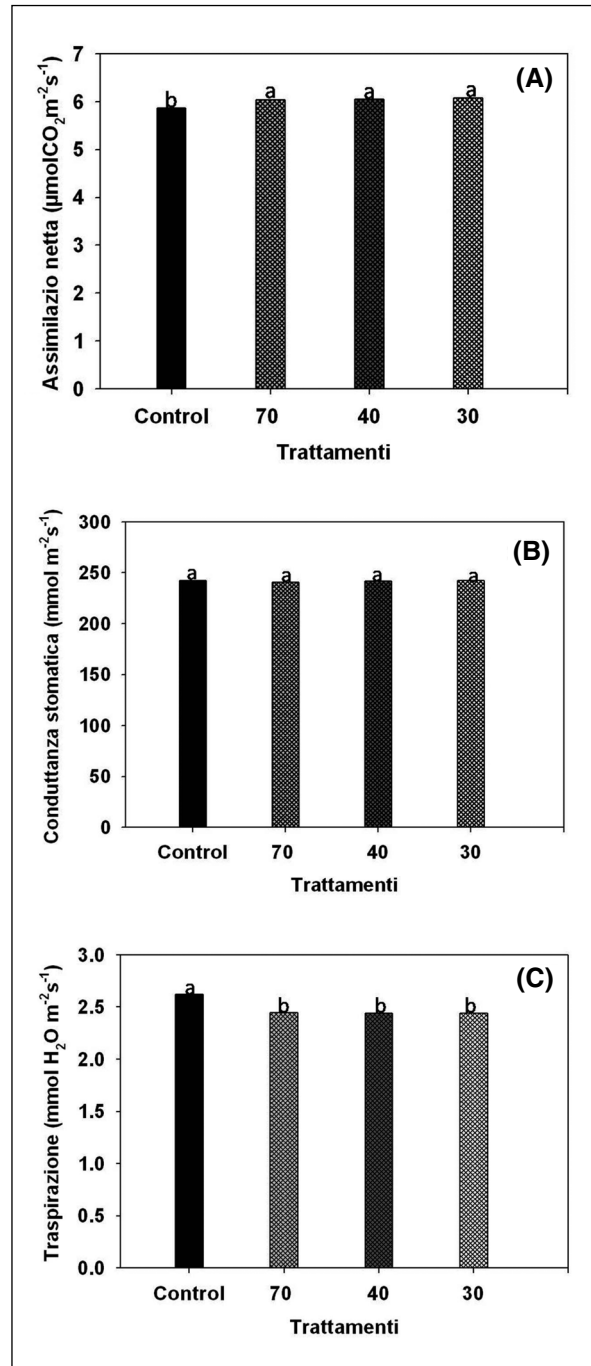 (A)
Assimilazio netta (µmolCO₂m⁻²s⁻¹)
7
6
5
4
3
2
1
0
b
a
a
a
Control 70 40 30
Trattamenti
(B)
Conduttanza stomatica (mmol m⁻²s⁻¹)
300
250
200
150
100
50
0
a
a
a
a
Control 70 40 30
Trattamenti
(C)
Traspirazione (mmol H₂O m⁻²s⁻¹)
3.0
2.5
2.0
1.5
1.0
0.5
0.0
a
b
b
b
Control 70 40 30
Trattamenti